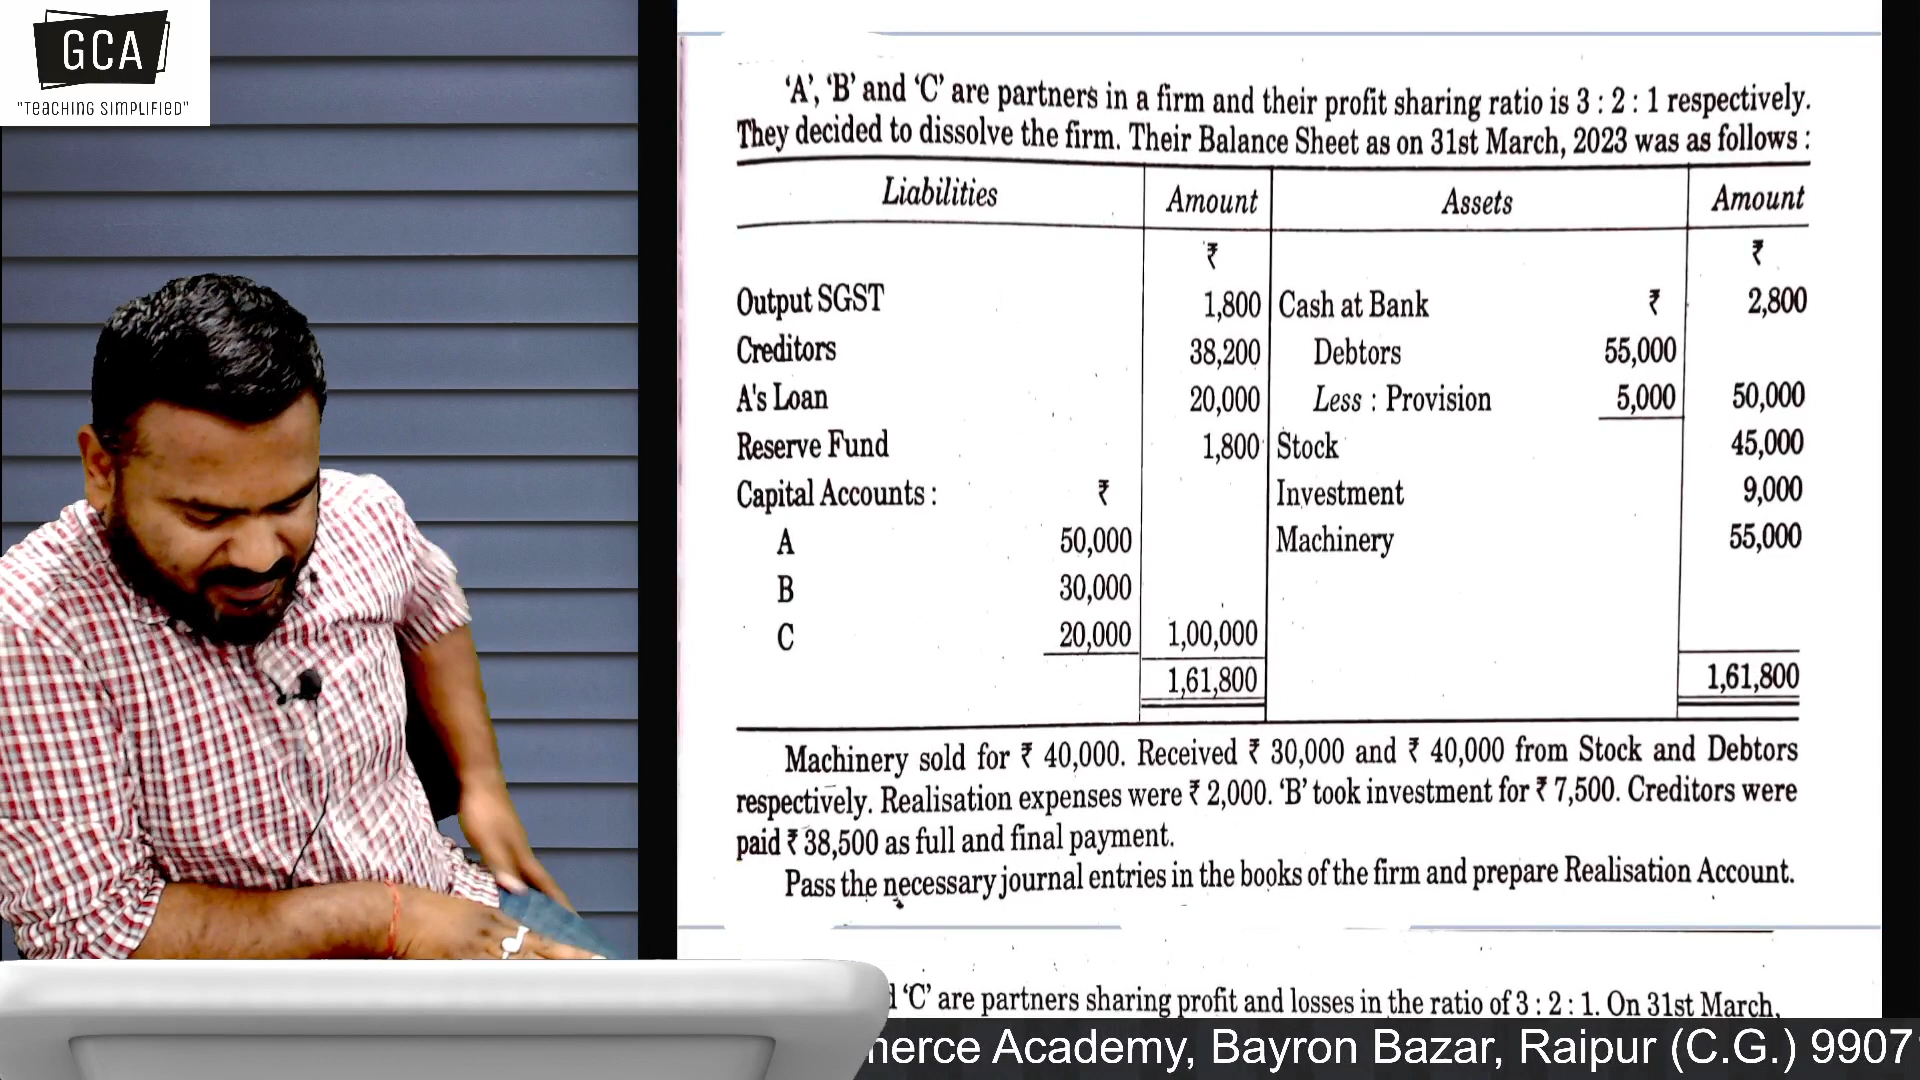 GCA
"TEACHING SIMPLIFIED"
'A', 'B' and 'C' are partners in a firm and their profit sharing ratio is 3 : 2 : 1 respectively.
They decided to dissolve the firm. Their Balance Sheet as on 31st March, 2023 was as follows :
Liabilities Amount Assets Amount
₹ ₹
Output SGST 1,800 Cash at Bank ₹ 2,800
Creditors 38,200 Debtors 55,000
A's Loan 20,000 Less : Provision 5,000 50,000
Reserve Fund 1,800 Stock 45,000
Capital Accounts : ₹ Investment 9,000
A 50,000 Machinery 55,000
B 30,000
C 20,000 1,00,000
1,61,800 1,61,800
Machinery sold for ₹ 40,000. Received ₹ 30,000 and ₹ 40,000 from Stock and Debtors
respectively. Realisation expenses were ₹ 2,000. 'B' took investment for ₹ 7,500. Creditors were
paid ₹ 38,500 as full and final payment.
Pass the necessary journal entries in the books of the firm and prepare Realisation Account.
'C' are partners sharing profit and losses in the ratio of 3 : 2 : 1. On 31st March,
merce Academy, Bayron Bazar, Raipur (C.G.) 9907